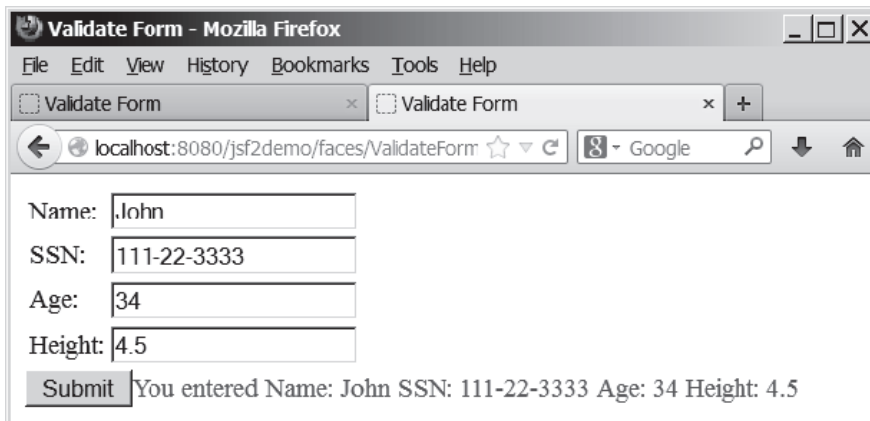 Validate Form - Mozilla Firefox
File Edit View History Bookmarks Tools Help
Validate Form × Validate Form × +
localhost:8080/jsf2demo/faces/ValidateForm 8 Google
Name: John
SSN: 111-22-3333
Age: 34
Height: 4.5
Submit You entered Name: John SSN: 111-22-3333 Age: 34 Height: 4.5